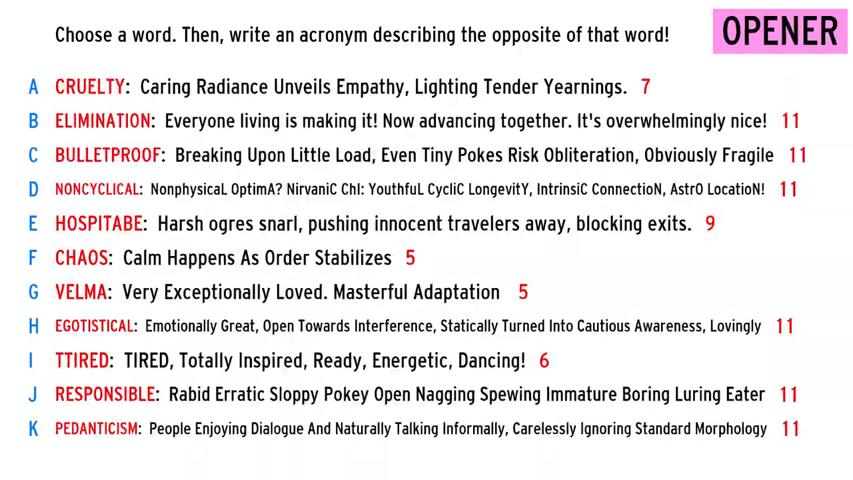 Choose a word. Then, write an acronym describing the opposite of that word!
OPENER
A CRUELTY: Caring Radiance Unveils Empathy, Lighting Tender Yearnings. 7
B ELIMINATION: Everyone living is making it! Now advancing together. It's overwhelmingly nice! 11
C BULLETPROOF: Breaking Upon Little Load, Even Tiny Pokes Risk Obliteration, Obviously Fragile 11
D NONCYCLICAL: NonphysicaL OptimA? NirvaniC ChI: YouthfuL CycliC LongevitY, IntrinsiC ConnectioN, AstrO LocatioN! 11
E HOSPITABE: Harsh ogres snarl, pushing innocent travelers away, blocking exits. 9
F CHAOS: Calm Happens As Order Stabilizes 5
G VELMA: Very Exceptionally Loved. Masterful Adaptation 5
H EGOTISTICAL: Emotionally Great, Open Towards Interference, Statically Turned Into Cautious Awareness, Lovingly 11
I TTIRED: TIRED, Totally Inspired, Ready, Energetic, Dancing! 6
J RESPONSIBLE: Rabid Erratic Sloppy Pokey Open Nagging Spewing Immature Boring Luring Eater 11
K PEDANTICISM: People Enjoying Dialogue And Naturally Talking Informally, Carelessly Ignoring Standard Morphology 11